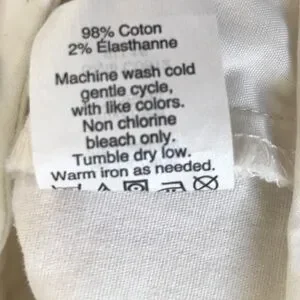 98% Coton
2% Élasthanne
Machine wash cold
gentle cycle,
with like colors.
Non chlorine
bleach only.
Tumble dry low.
Warm iron as needed.